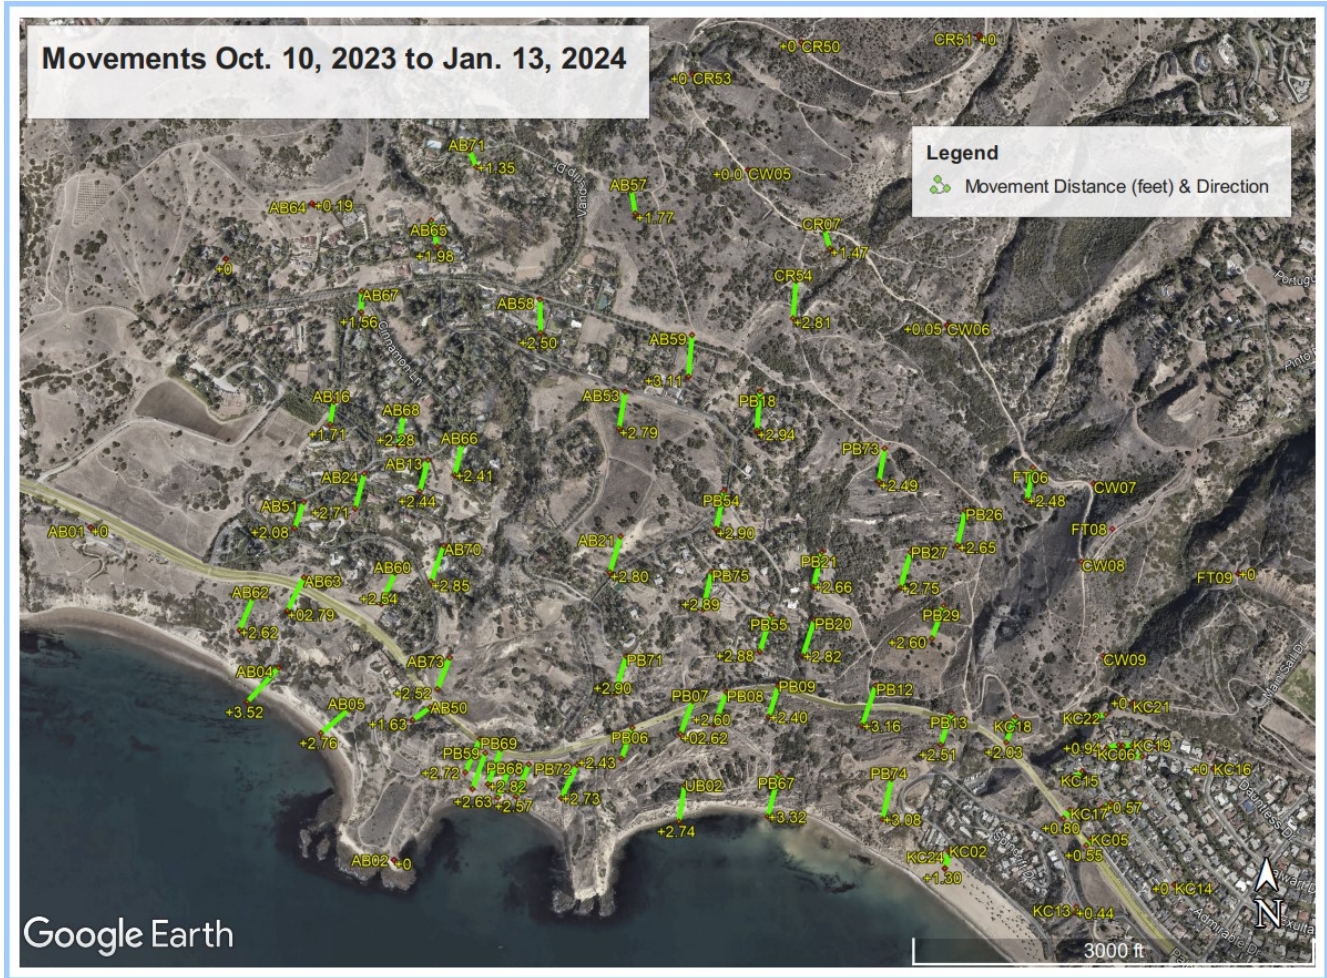 Movements Oct. 10, 2023 to Jan. 13, 2024
+0 CR50
CR51 +0
+0 CR53
Legend
Movement Distance (feet) & Direction
AB71
+1.35
+0.0 CW05
AB57
+1.77
AB64 +0.19
AB65
+1.98
CR07
+1.47
+0
CR54
+2.81
AB67
+1.56
AB58
+2.50
+0.05 CW06
AB59
+3.11
Cinnamon Ln
AB16
+1.71
AB68
+2.28
AB53
+2.79
PB18
+2.94
AB66
+2.41
PB73
+2.49
AB13
+2.44
AB24
+2.71
FT06
+2.48
CW07
AB51
+2.08
PB54
+2.90
PB26
+2.65
AB01 +0
FT08
AB21
+2.80
AB70
+2.85
PB21
+2.66
PB27
+2.75
CW08
FT09 +0
AB60
+2.54
AB63
+02.79
PB75
+2.89
AB62
+2.62
PB55
+2.88
PB20
+2.82
PB29
+2.60
AB73
+2.52
PB71
+2.90
CW09
AB04
+3.52
AB05
+2.76
AB50
+1.63
PB07
+02.62
PB08
+2.60
PB09
+2.40
PB12
+3.16
PB13
+2.51
KC18
+2.03
+0 KC21
KC22
+0.94
KC06
KC19
PB59
+2.72
PB69
+2.63
PB68
+2.82
+2.57
PB72
+2.73
PB06
+2.43
UB02
+2.74
PB67
+3.32
PB74
+3.08
KC15
+0 KC16
KC17
+0.57
+0.80
KC05
+0.55
AB02 +0
KC24
KC02
+1.30
+0 KC14
KC13 +0.44
Dauntless Dr
Admirable Dr
N
Google Earth
3000 ft